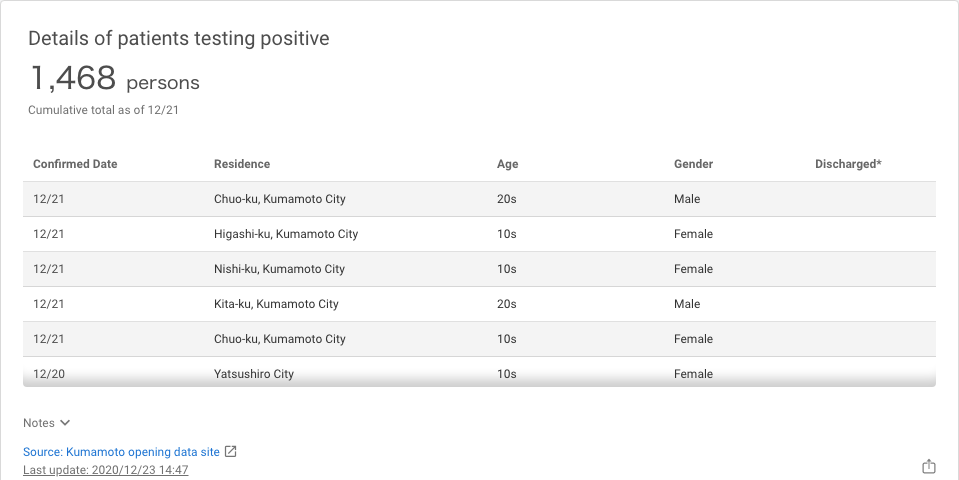 Details of patients testing positive
1,468 persons
Cumulative total as of 12/21
Confirmed Date Residence Age Gender Discharged*
12/21 Chuo-ku, Kumamoto City 20s Male
12/21 Higashi-ku, Kumamoto City 10s Female
12/21 Nishi-ku, Kumamoto City 10s Female
12/21 Kita-ku, Kumamoto City 20s Male
12/21 Chuo-ku, Kumamoto City 10s Female
12/20 Yatsushiro City 10s Female
Notes
Source: Kumamoto opening data site
Last update: 2020/12/23 14:47